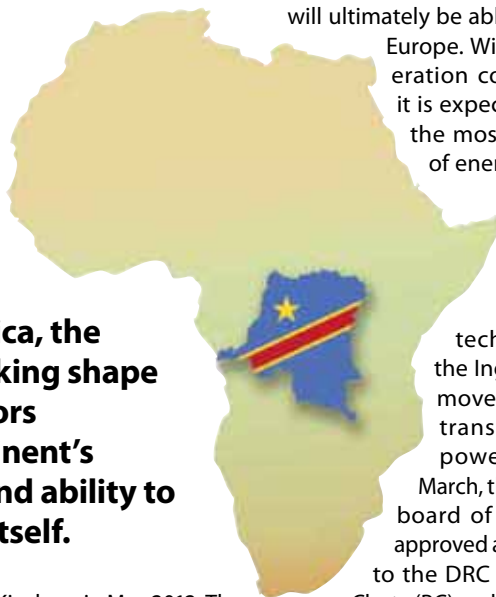 ica, the
king shape
ors
nent's
nd ability to
tself.
will ultimately be abl
Europe. Wi
eration co
it is expec
the mos
of ener
tech
the Ing
move
trans
powe
March, t
board of
approved a
to the DRC